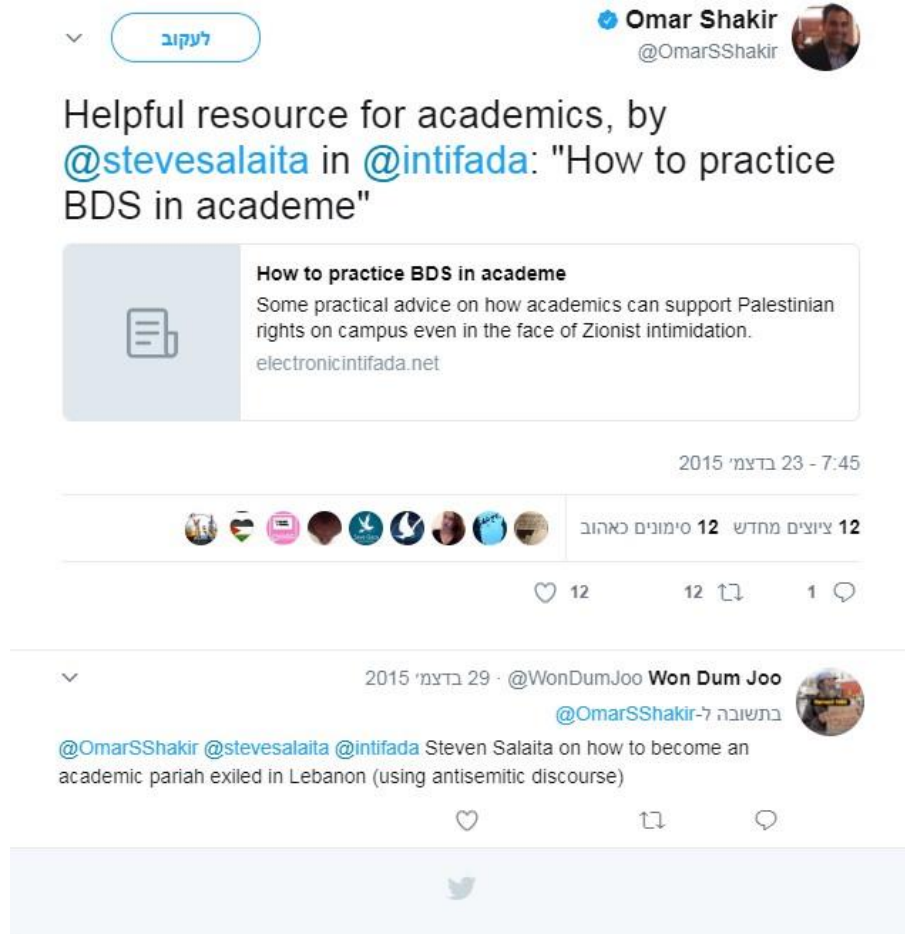 Omar Shakir
@OmarSShakir
לעקוב
Helpful resource for academics, by
@stevesalaita in @intifada: "How to practice
BDS in academe"
How to practice BDS in academe
Some practical advice on how academics can support Palestinian
rights on campus even in the face of Zionist intimidation.
electronicintifada.net
7:45 - 23 בדצמ׳ 2015
12 ציוצים מחדש 12 סימונים כאהוב
1 12 12
Won Dum Joo @WonDumJoo · 29 בדצמ׳ 2015
בתשובה ל-@OmarSShakir
@OmarSShakir @stevesalaita @intifada Steven Salaita on how to become an
academic pariah exiled in Lebanon (using antisemitic discourse)